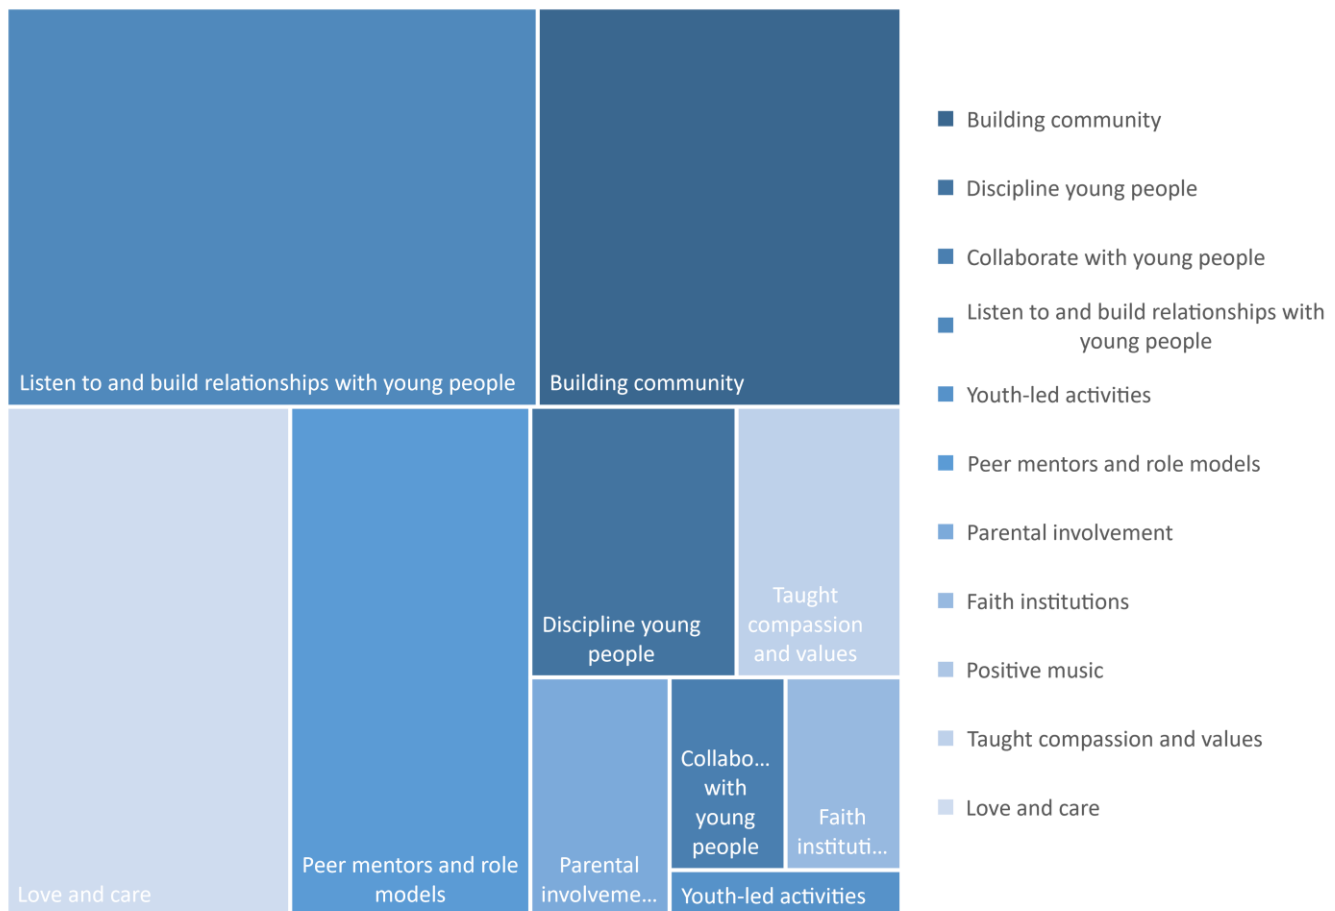 Listen to and build relationships with young people
Building community
Love and care
Peer mentors and role
models
Discipline young
people
Taught
compassion
and values
Parental
involveme...
Collabo...
with
young
people
Faith
instituti...
Youth-led activities
Building community
Discipline young people
Collaborate with young people
Listen to and build relationships with
young people
Youth-led activities
Peer mentors and role models
Parental involvement
Faith institutions
Positive music
Taught compassion and values
Love and care